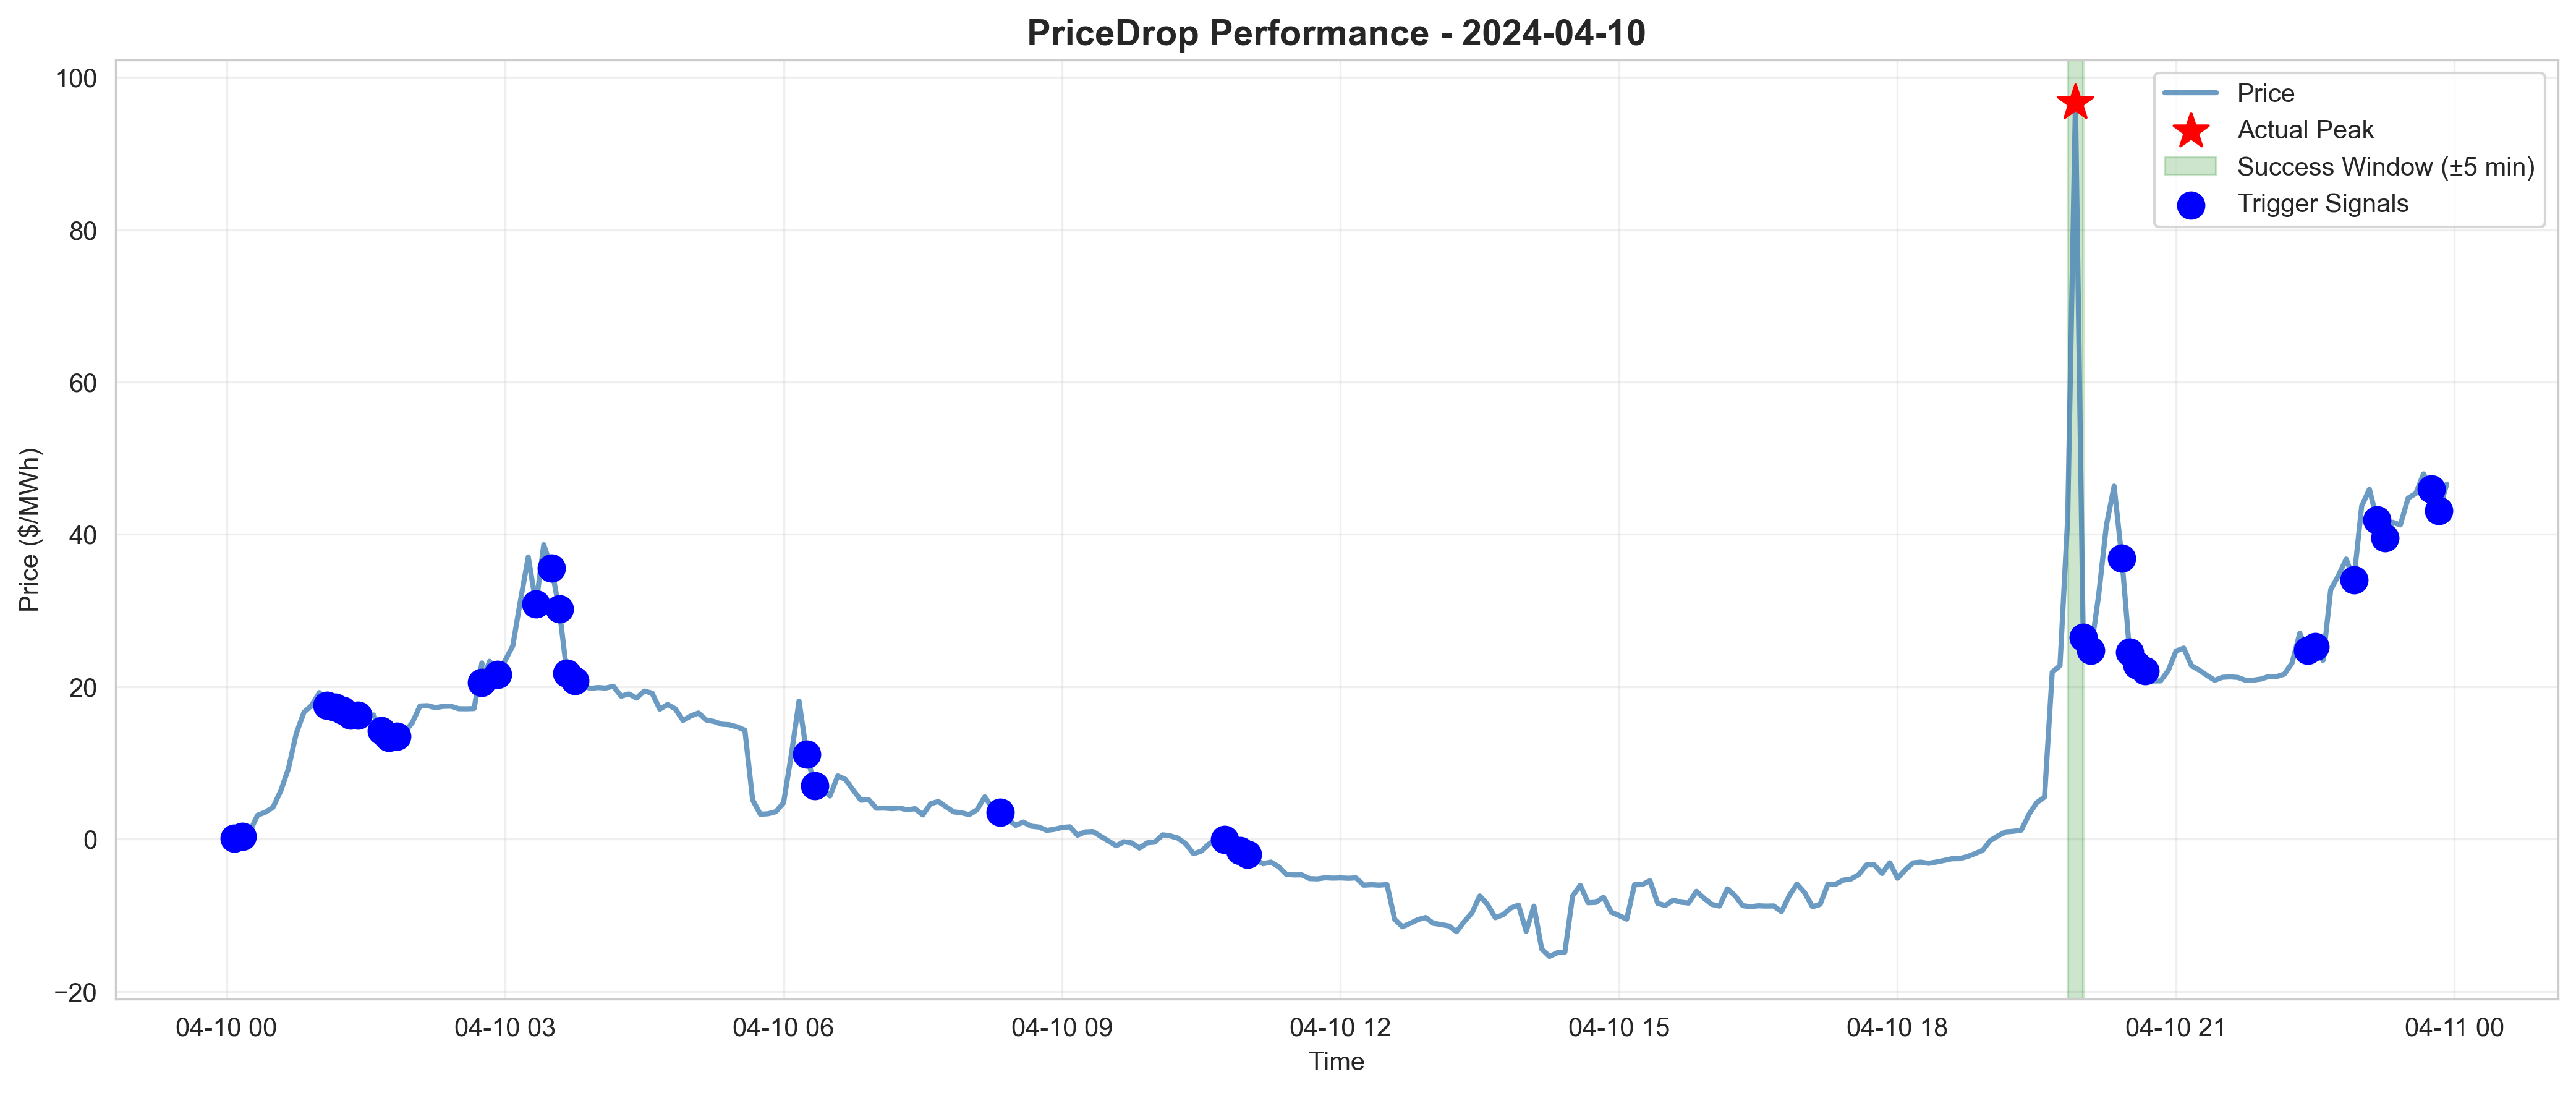 PriceDrop Performance - 2024-04-10
Price
Actual Peak
Success Window (±5 min)
Trigger Signals
Price ($/MWh)
100
80
60
40
20
0
−20
04-10 00
04-10 03
04-10 06
04-10 09
04-10 12
04-10 15
04-10 18
04-10 21
04-11 00
Time